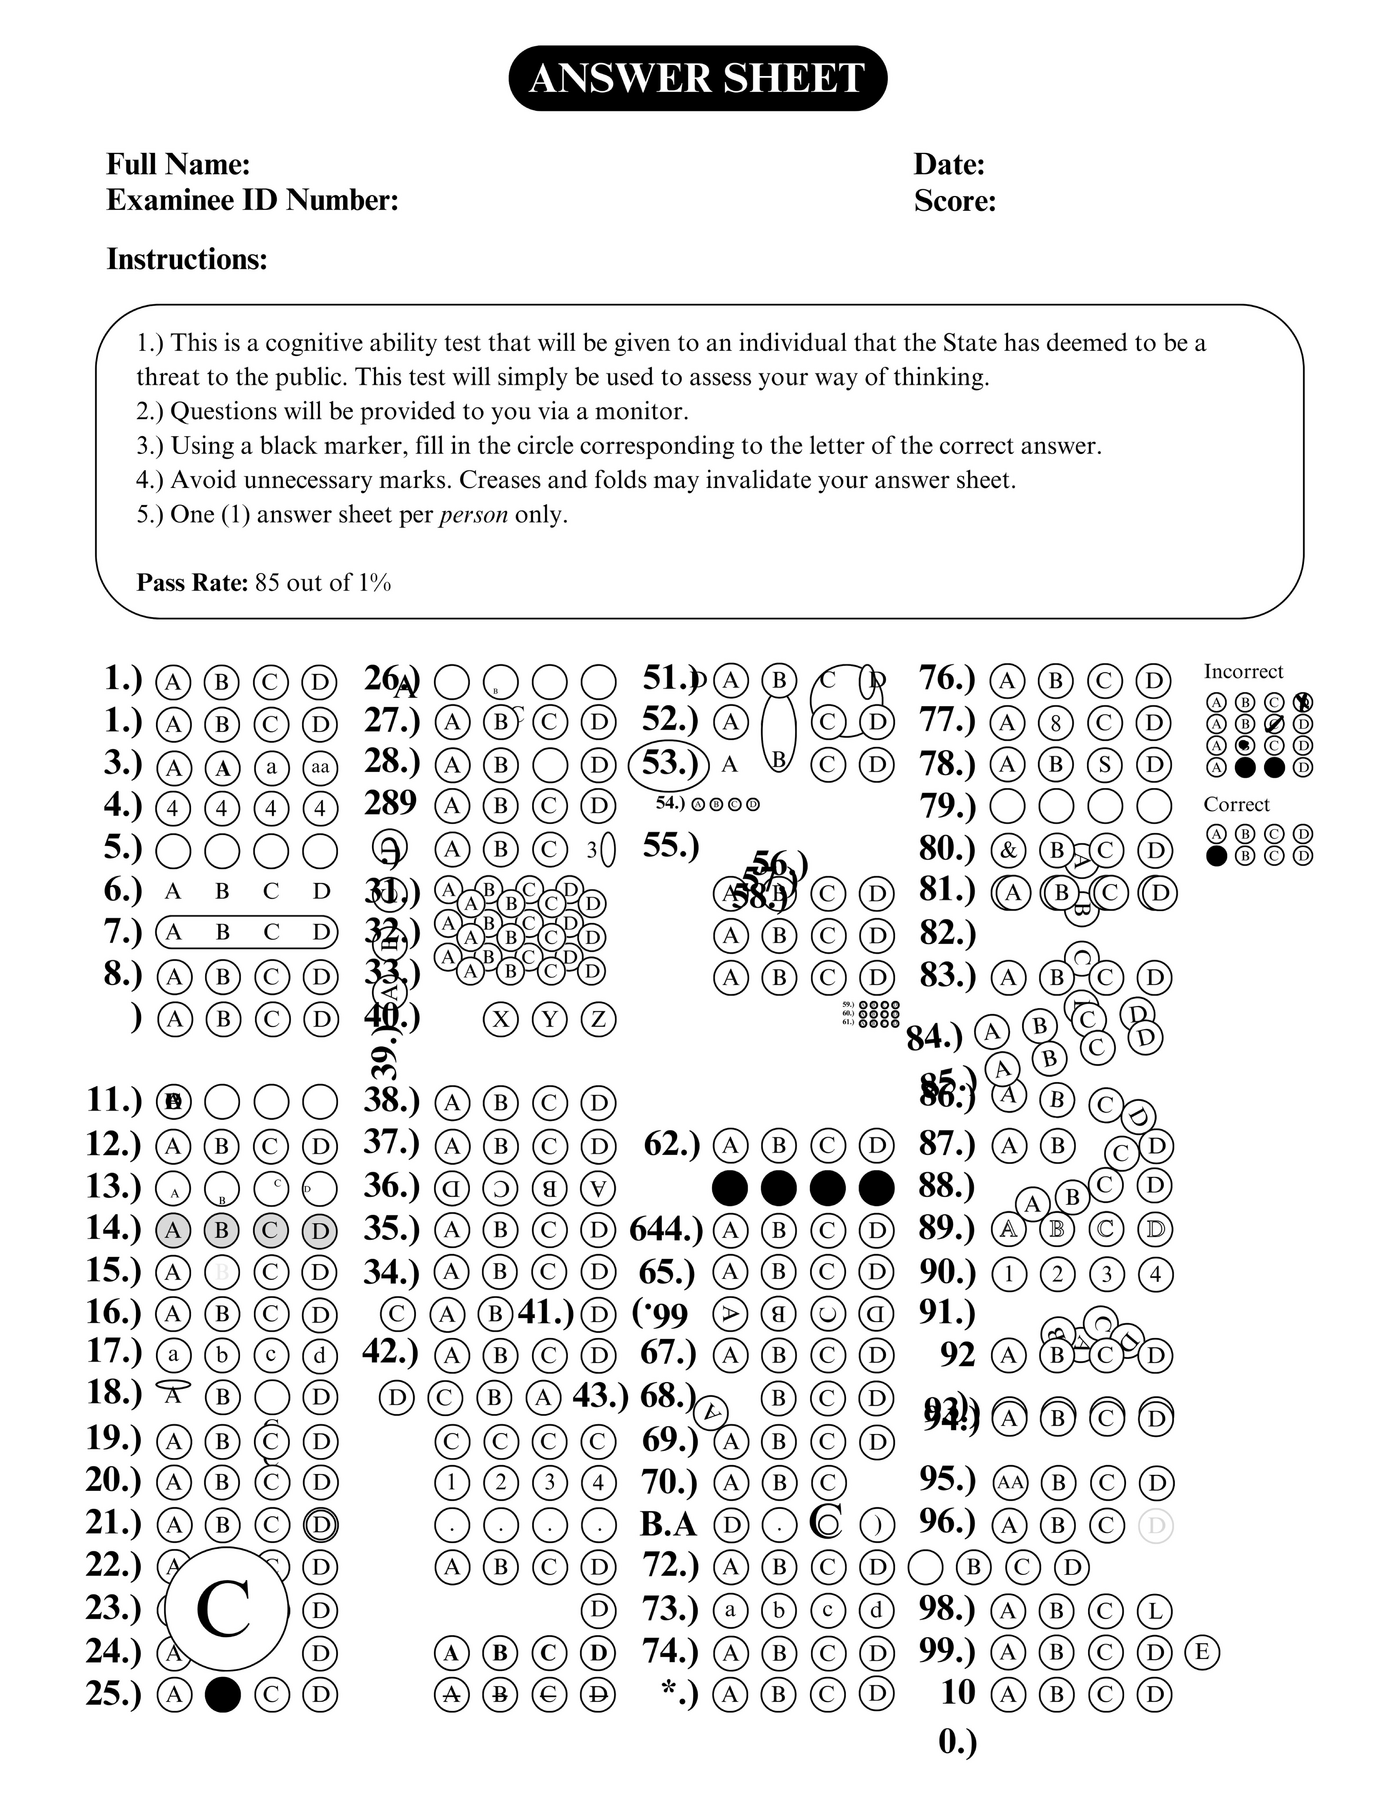 ANSWER SHEET
Full Name:
Date:
Examinee ID Number:
Score:
Instructions:
1.) This is a cognitive ability test that will be given to an individual that the State has deemed to be a
threat to the public. This test will simply be used to assess your way of thinking.
2.) Questions will be provided to you via a monitor.
3.) Using a black marker, fill in the circle corresponding to the letter of the correct answer.
4.) Avoid unnecessary marks. Creases and folds may invalidate your answer sheet.
5.) One (1) answer sheet per person only.
Pass Rate: 85 out of 1%
1.) A B C D
1.) A B C D
3.) A A a aa
4.) 4 4 4 4
5.)
6.) A B C D
7.) A B C D
8.) A B C D
) A B C D
11.)
12.) A B C D
13.) A B C D
14.) A B C D
15.) A B C D
16.) A B C D
17.) a b c d
18.) A B D
19.) A B C D
20.) A B C D
21.) A B C D
22.) A C D
23.) D
C
24.) A D
25.) A C D
26.) A B
27.) A B C C D
28.) A B D
289 A B C D
A B C 3
31.) A B C D
A B C D
32.) A B C D
A B C D
33.) A B C D
A B C D
40.) X Y Z
39.) A B C D
38.) A B C D
37.) A B C D
36.) D C B A
35.) A B C D
34.) A B C D
C A B 41.) D
42.) A B C D
D C B A 43.)
C C C C
1 2 3 4
. . . .
A B C D
D
A B C D
A B C D
51.) D A B C D
52.) A C D
53.) A B C D
54.) A B C D
55.)
56.)
57.)
58.) A B C D
A B C D
A B C D
59.)
60.)
61.)
62.) A B C D
644.) A B C D
65.) A B C D
66.) A B C D
67.) A B C D
68.) A B C D
69.) A B C D
70.) A B C
B.A D . C )
72.) A B C D
73.) a b c d
74.) A B C D
*.) A B C D
76.) A B C D
77.) A 8 C D
78.) A B S D
79.)
80.) & B C D
81.) A B C D
82.) A B C D
83.) A B C D
84.) A B C D
85.) A B C D
86.) A B C D
87.) A B C D
88.) A B C D
89.) A B C D
90.) 1 2 3 4
91.) A B C D
92 A B C D
93.)
94.) A B C D
95.) AA B C D
96.) A B C D
B C D
98.) A B C L
99.) A B C D E
10 A B C D
0.)
Incorrect
A B C
A B D
A C D
A D
Correct
A B C D
B C D